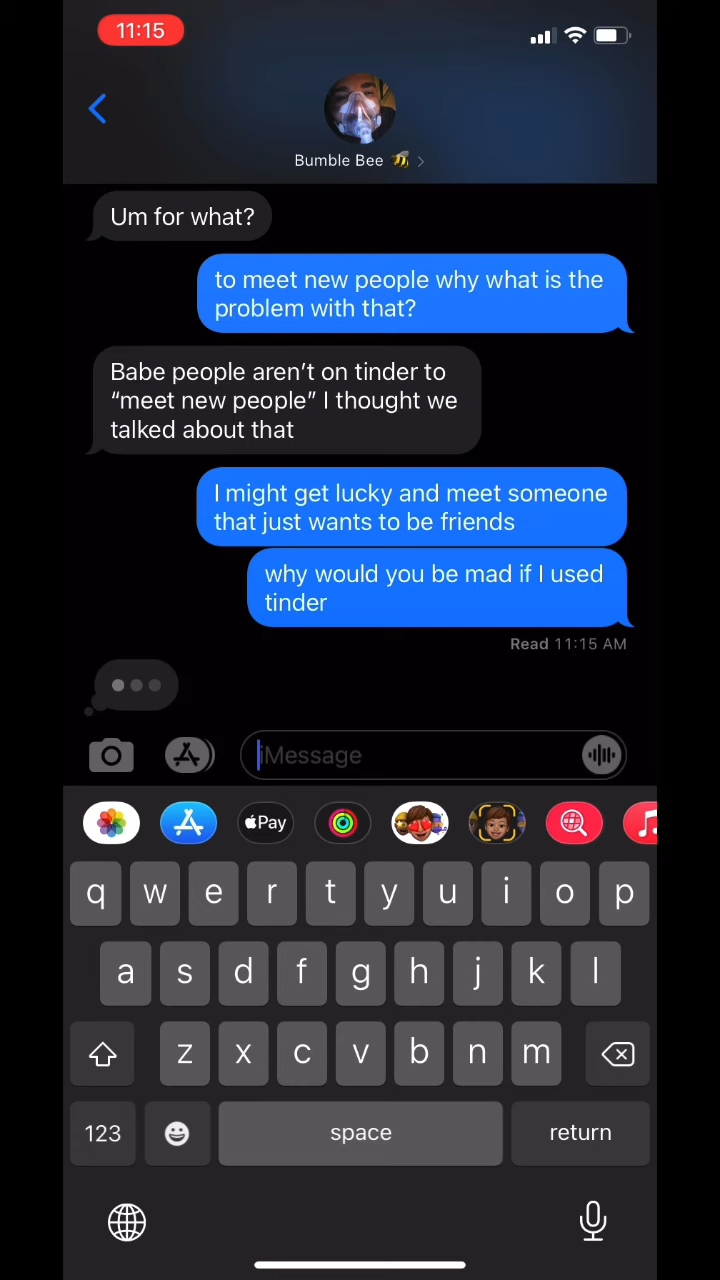 11:15
Bumble Bee 🐝 >
Um for what?
to meet new people why what is the
problem with that?
Babe people aren’t on tinder to
“meet new people” I thought we
talked about that
I might get lucky and meet someone
that just wants to be friends
why would you be mad if I used
tinder
Read 11:15 AM
iMessage
Pay
q w e r t y u i o p
a s d f g h j k l
z x c v b n m
123 space return